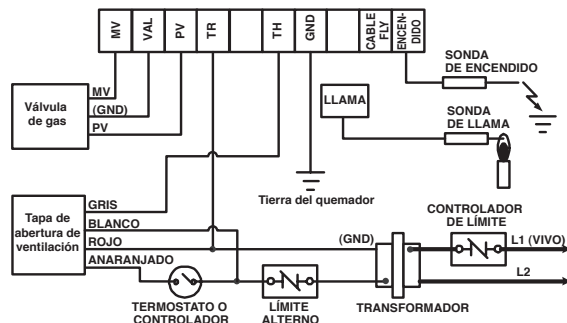 MV
VAL
PV
TR
TH
GND
CABLE
FLY
ENCEN-
DIDO
SONDA
DE ENCENDIDO
Válvula
de gas
MV
(GND)
PV
LLAMA
SONDA
DE LLAMA
Tierra del quemador
Tapa de
abertura de
ventilación
GRIS
BLANCO
ROJO
ANARANJADO
(GND)
CONTROLADOR
DE LÍMITE
L1 (VIVO)
L2
TERMOSTATO O
CONTROLADOR
LÍMITE
ALTERNO
TRANSFORMADOR